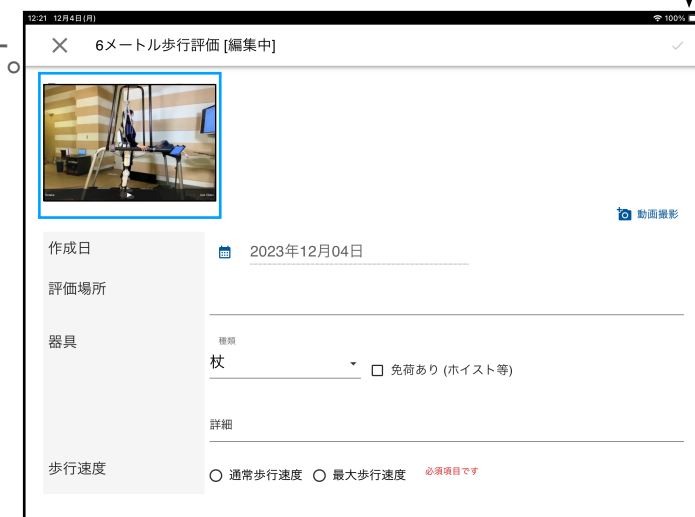 12:21 12月4日(月)
100%
6メートル歩行評価 [編集中]
動画撮影
作成日
2023年12月04日
評価場所
器具
種類
杖
免荷あり (ホイスト等)
詳細
歩行速度
通常歩行速度
最大歩行速度
必須項目です